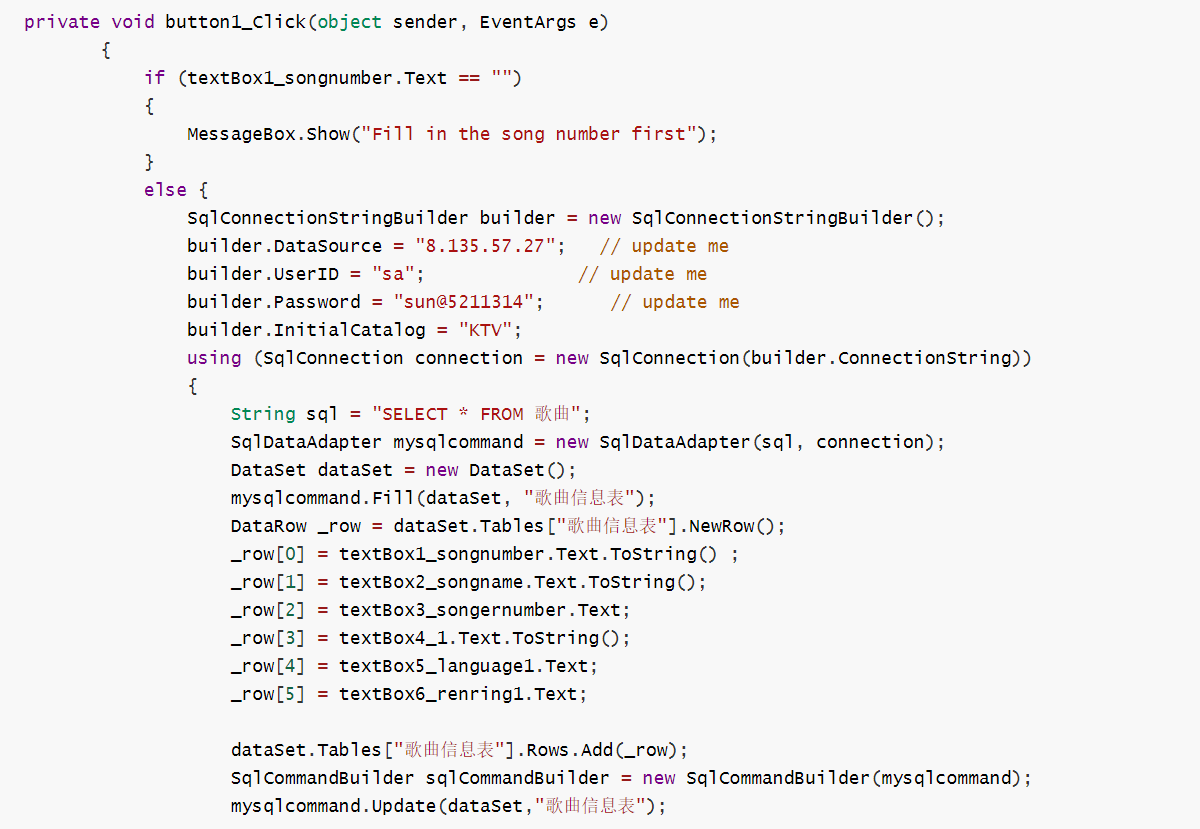 private void button1_Click(object sender, EventArgs e)
{
if (textBox1_songnumber.Text == "")
{
MessageBox.Show("Fill in the song number first");
}
else {
SqlConnectionStringBuilder builder = new SqlConnectionStringBuilder();
builder.DataSource = "8.135.57.27"; // update me
builder.UserID = "sa"; // update me
builder.Password = "sun@5211314"; // update me
builder.InitialCatalog = "KTV";
using (SqlConnection connection = new SqlConnection(builder.ConnectionString))
{
String sql = "SELECT * FROM 歌曲";
SqlDataAdapter mysqlcommand = new SqlDataAdapter(sql, connection);
DataSet dataSet = new DataSet();
mysqlcommand.Fill(dataSet, "歌曲信息表");
DataRow _row = dataSet.Tables["歌曲信息表"].NewRow();
_row[0] = textBox1_songnumber.Text.ToString() ;
_row[1] = textBox2_songname.Text.ToString();
_row[2] = textBox3_songernumber.Text;
_row[3] = textBox4_1.Text.ToString();
_row[4] = textBox5_language1.Text;
_row[5] = textBox6_renring1.Text;
dataSet.Tables["歌曲信息表"].Rows.Add(_row);
SqlCommandBuilder sqlCommandBuilder = new SqlCommandBuilder(mysqlcommand);
mysqlcommand.Update(dataSet,"歌曲信息表");